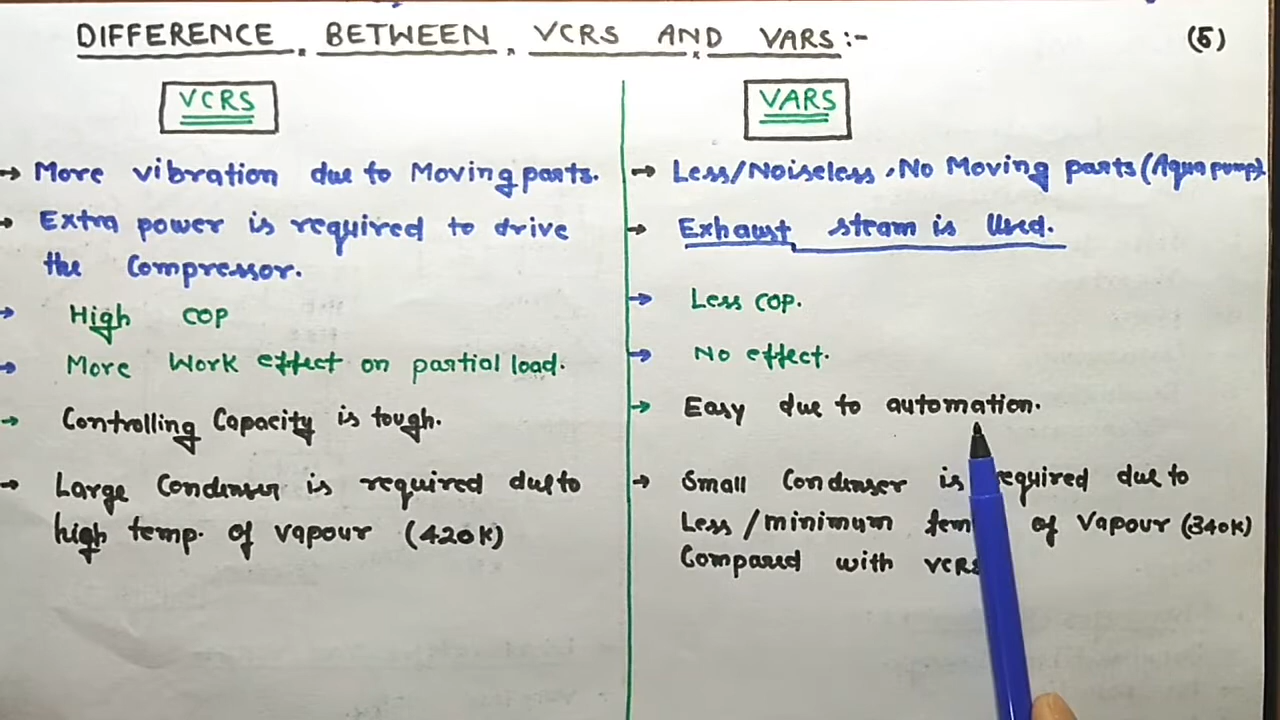 DIFFERENCE BETWEEN VCRS AND VARS:-
(5)
VCRS
→ More vibration due to Moving parts.
→ Extra power is required to drive
the Compressor.
→ High COP
→ More Work effect on partial load.
→ Controlling Capacity is tough.
→ Large Condenser is required due to
high temp. of vapour (420K)
VARS
→ Less/Noiseless, No Moving parts (Aqua pump)
→ Exhaust steam is Used.
→ Less COP.
→ No effect.
→ Easy due to automation.
→ Small Condenser is required due to
Less/minimum tem of Vapour (340K)
Compared with VCRS